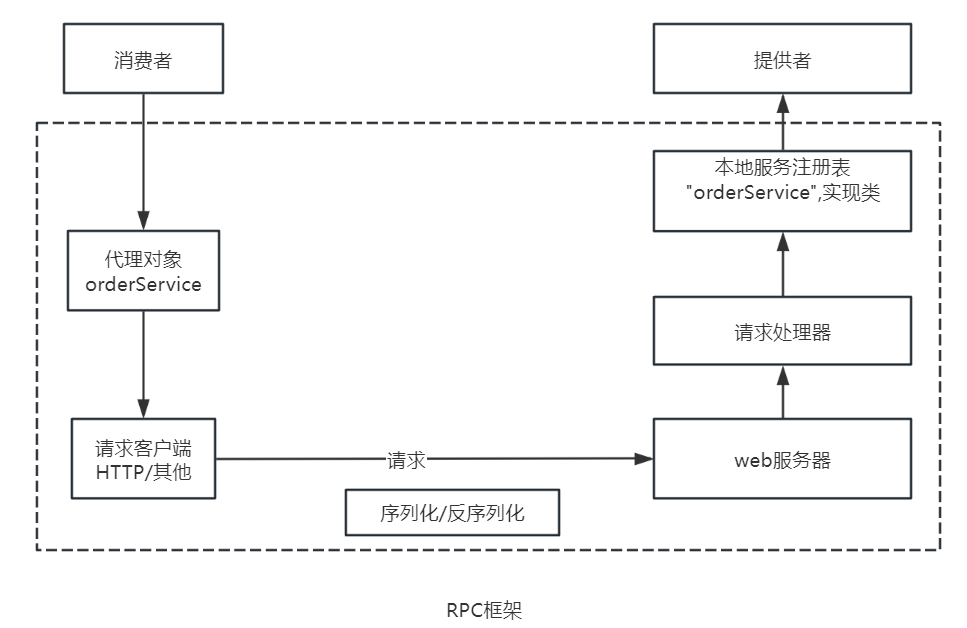 消费者
提供者
本地服务注册表
"orderService",实现类
代理对象
orderService
请求处理器
请求客户端
HTTP/其他
请求
web服务器
序列化/反序列化
RPC框架